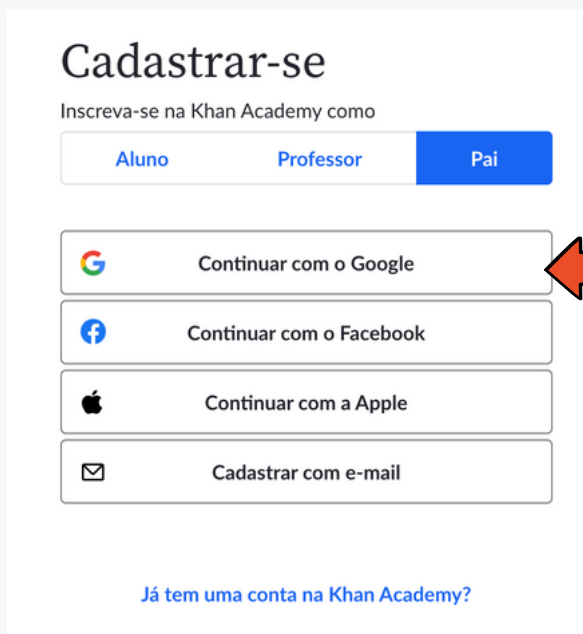 Cadastrar-se
Inscreva-se na Khan Academy como
Aluno Professor Pai
Continuar com o Google
Continuar com o Facebook
Continuar com a Apple
Cadastrar com e-mail
Já tem uma conta na Khan Academy?